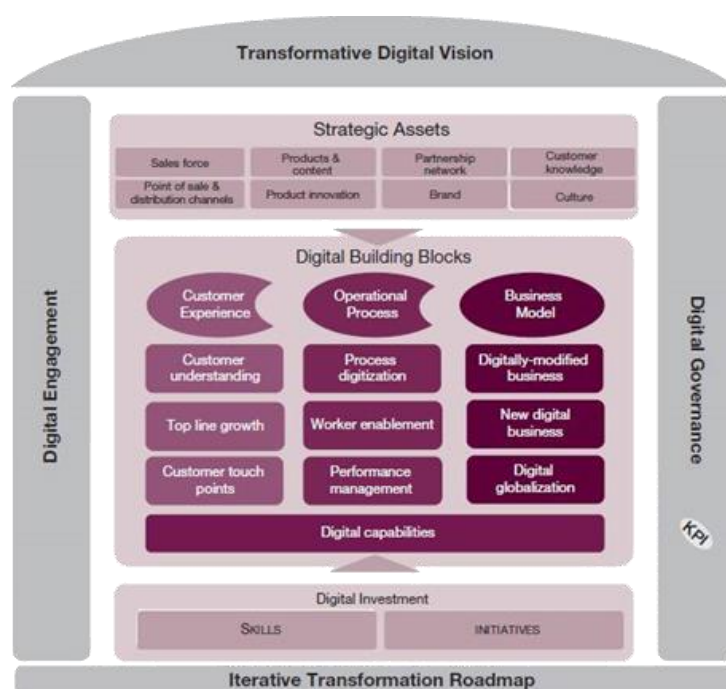 Transformative Digital Vision
Digital Engagement
Strategic Assets
Sales force
Products &
content
Partnership
network
Customer
knowledge
Point of sale &
distribution channels
Product innovation
Brand
Culture
Digital Building Blocks
Customer
Experience
Operational
Process
Business
Model
Customer
understanding
Process
digitization
Digitally-modified
business
Top line growth
Worker enablement
New digital
business
Customer touch
points
Performance
management
Digital
globalization
Digital capabilities
Digital Investment
SKILLS
INITIATIVES
Digital Governance
KPI
Iterative Transformation Roadmap